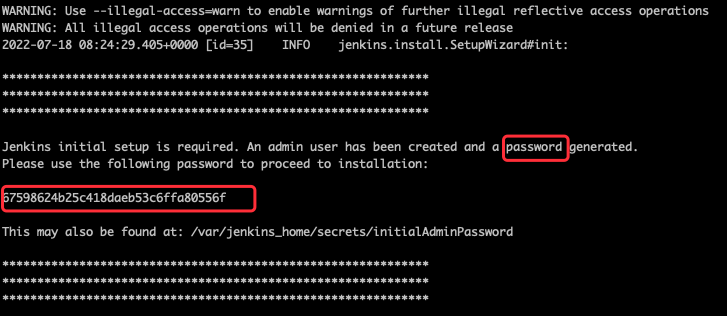 WARNING: Use --illegal-access=warn to enable warnings of further illegal reflective access operations
WARNING: All illegal access operations will be denied in a future release
2022-07-18 08:24:29.405+0000 [id=35] INFO jenkins.install.SetupWizard#init:
*************************************************************
*************************************************************
*************************************************************
Jenkins initial setup is required. An admin user has been created and a password generated.
Please use the following password to proceed to installation:
67598624b25c418daeb53c6ffa80556f
This may also be found at: /var/jenkins_home/secrets/initialAdminPassword
*************************************************************
*************************************************************
*************************************************************